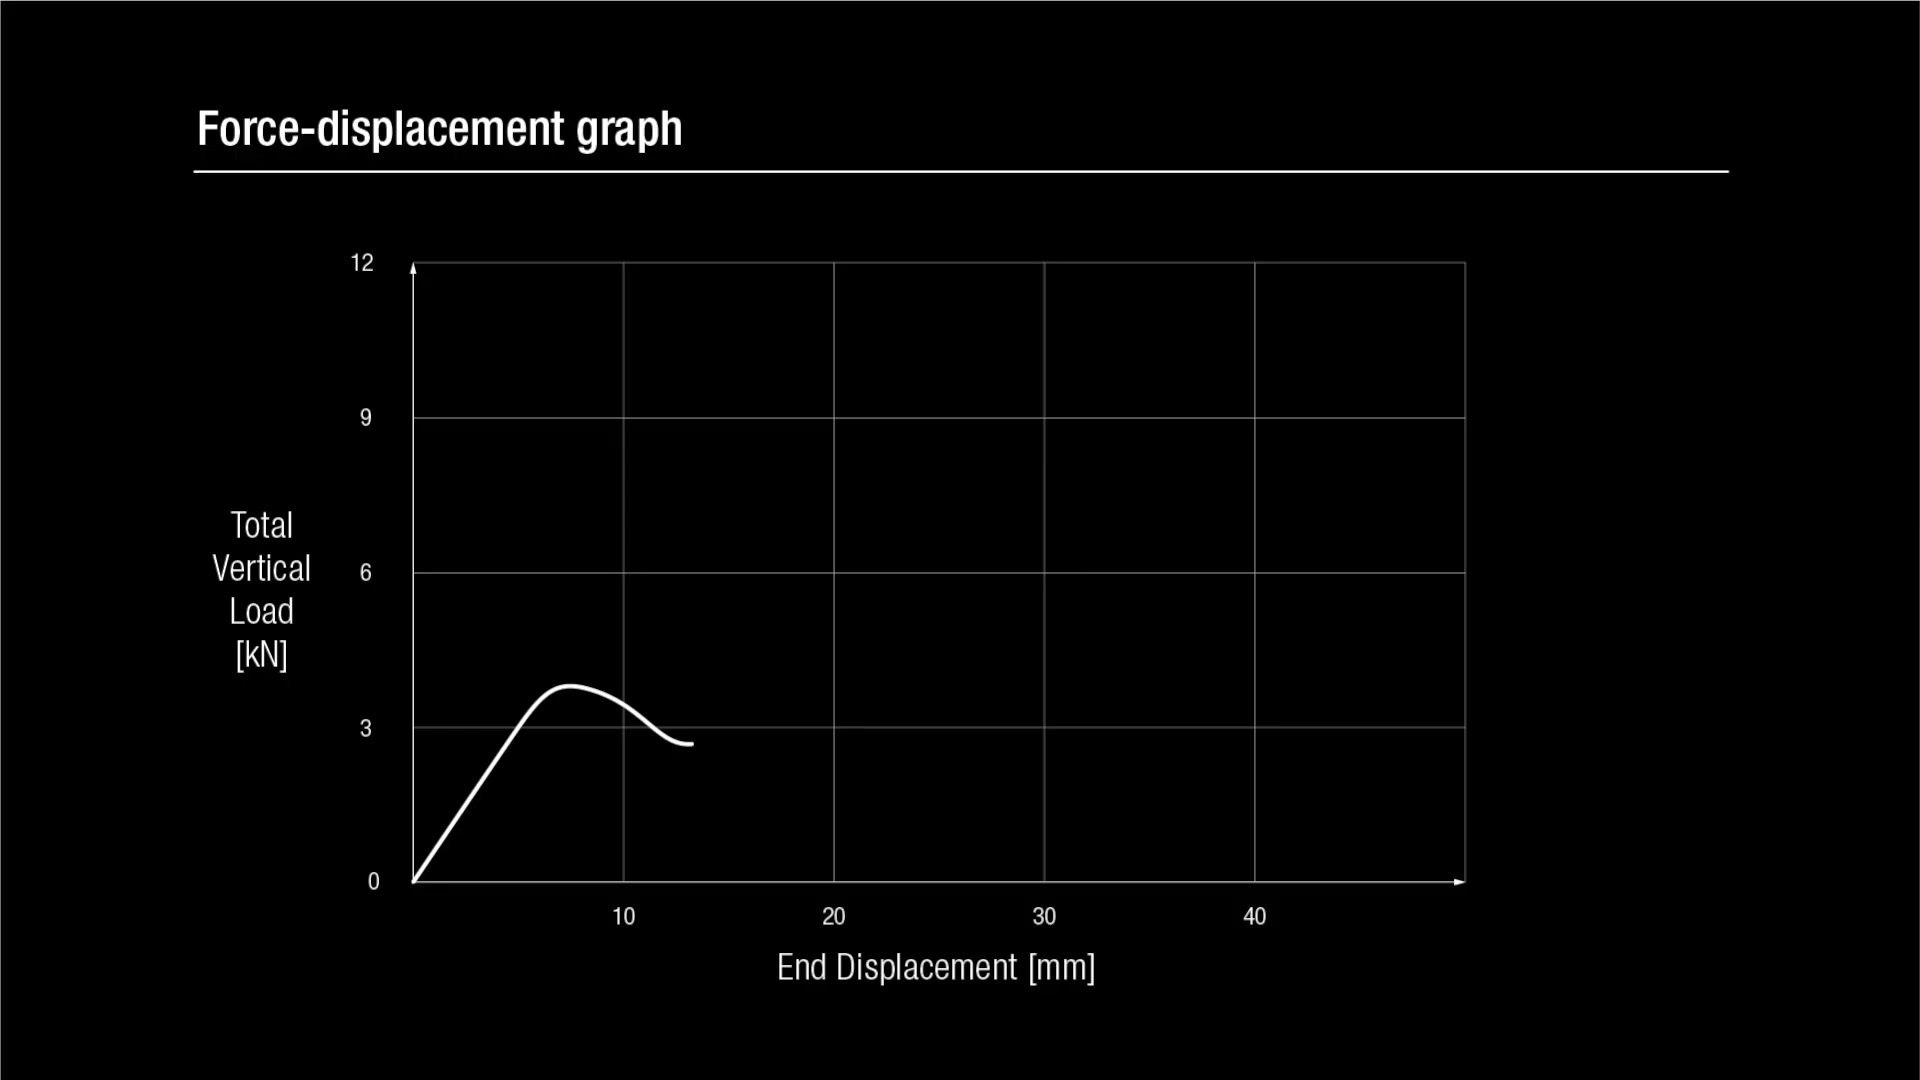 Force-displacement graph
12
9
6
3
0
Total
Vertical
Load
[kN]
10 20 30 40
End Displacement [mm]